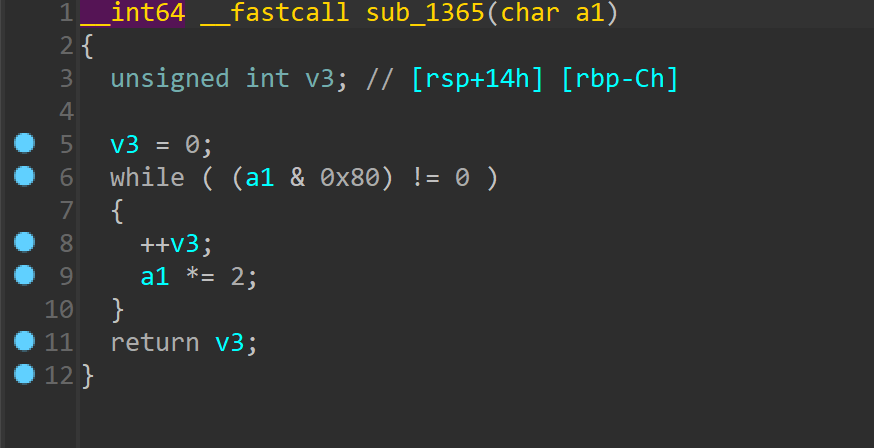 1 __int64 __fastcall sub_1365(char a1)
2 {
3   unsigned int v3; // [rsp+14h] [rbp-Ch]
4
5   v3 = 0;
6   while ( (a1 & 0x80) != 0 )
7   {
8     ++v3;
9     a1 *= 2;
10   }
11   return v3;
12 }